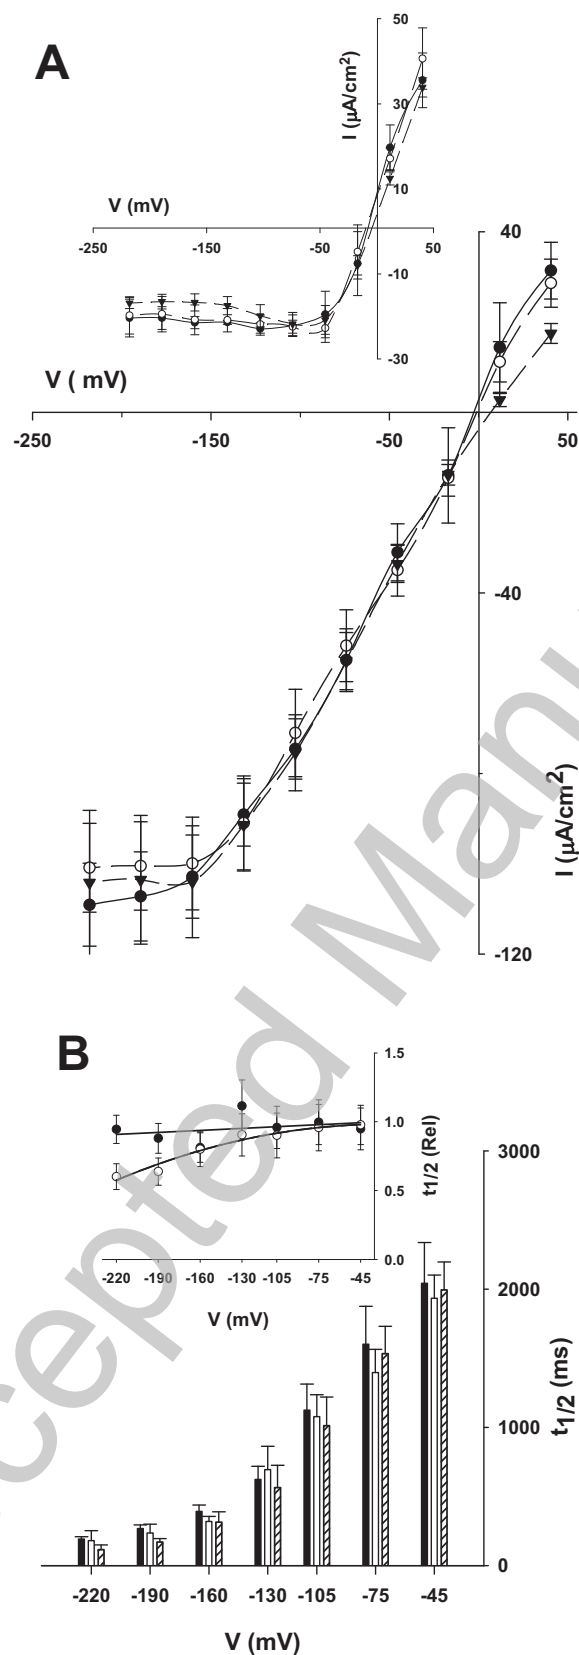 A
50
30
10
-10
-30
I (μA/cm²)
V (mV)
-250 -150 -50 50
40
V ( mV)
-250 -150 -50 50
-40
-120
I (μA/cm²)
B
1.5
1.0
0.5
0.0
t1/2 (Rel)
-220 -190 -160 -130 -105 -75 -45
V (mV)
3000
2000
1000
0
t1/2 (ms)
-220 -190 -160 -130 -105 -75 -45
V (mV)
cepted Manu